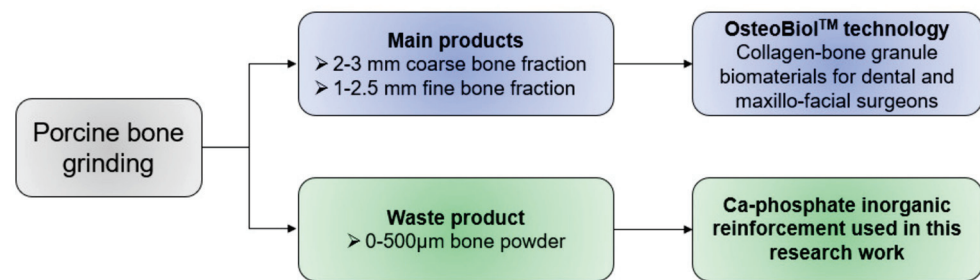 Porcine bone
grinding
Main products
➢ 2-3 mm coarse bone fraction
➢ 1-2.5 mm fine bone fraction
OsteoBiol™ technology
Collagen-bone granule
biomaterials for dental and
maxillo-facial surgeons
Waste product
➢ 0-500µm bone powder
Ca-phosphate inorganic
reinforcement used in this
research work